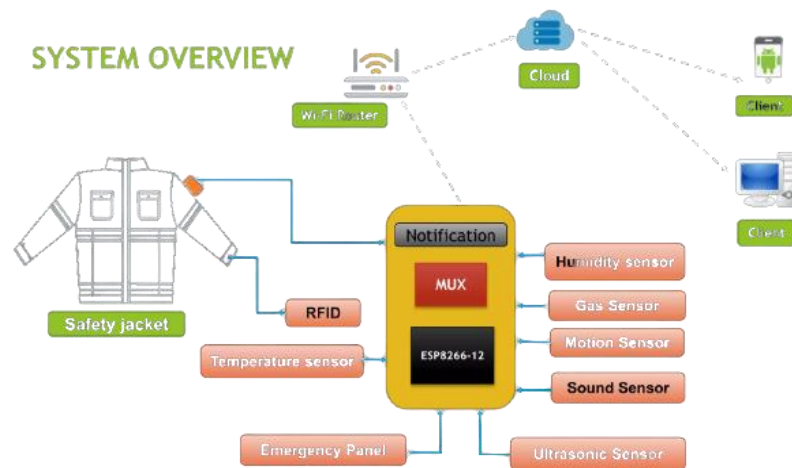 SYSTEM OVERVIEW
Wi-Fi Router
Cloud
Client
Client
Notification
MUX
ESP8266-12
Humidity sensor
Gas Sensor
Motion Sensor
Sound Sensor
Ultrasonic Sensor
Safety jacket
RFID
Temperature sensor
Emergency Panel